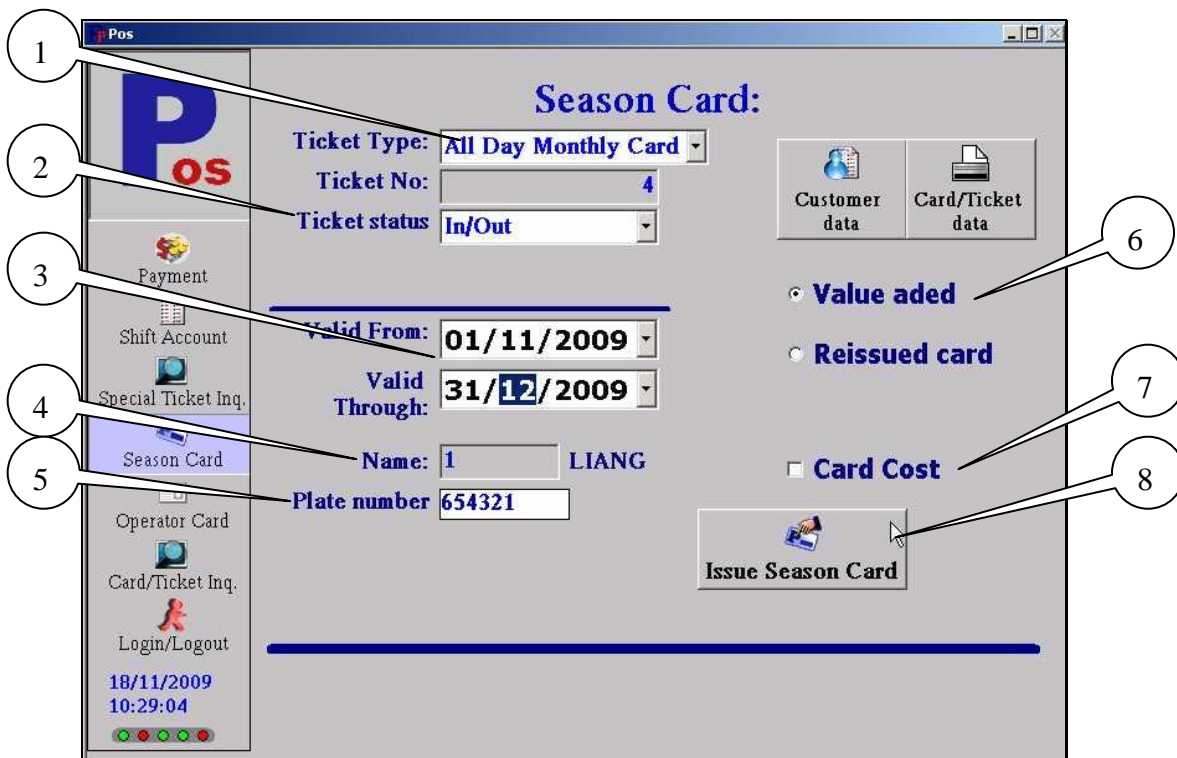 Pos
Pos
Season Card:
1
Ticket Type: All Day Monthly Card
Ticket No: 4
2
Ticket status In/Out
Customer data
Card/Ticket data
Payment
Shift Account
Special Ticket Inq.
Season Card
Operator Card
Card/Ticket Inq.
Login/Logout
18/11/2009
10:29:04
3
Valid From: 01/11/2009
Valid Through: 31/12/2009
4
Name: 1 LIANG
5
Plate number 654321
6
Value aded
Reissued card
7
Card Cost
8
Issue Season Card